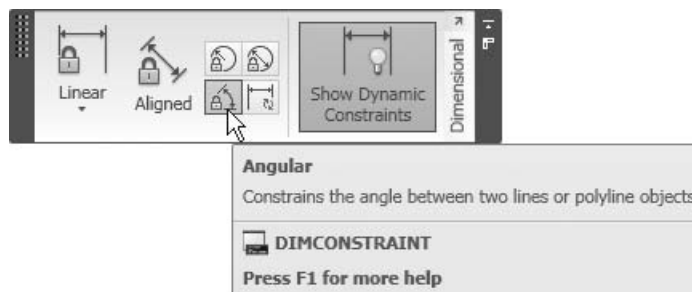 Linear
Aligned
Show Dynamic
Constraints
Dimensional
Angular
Constrains the angle between two lines or polyline objects
DIMCONSTRAINT
Press F1 for more help